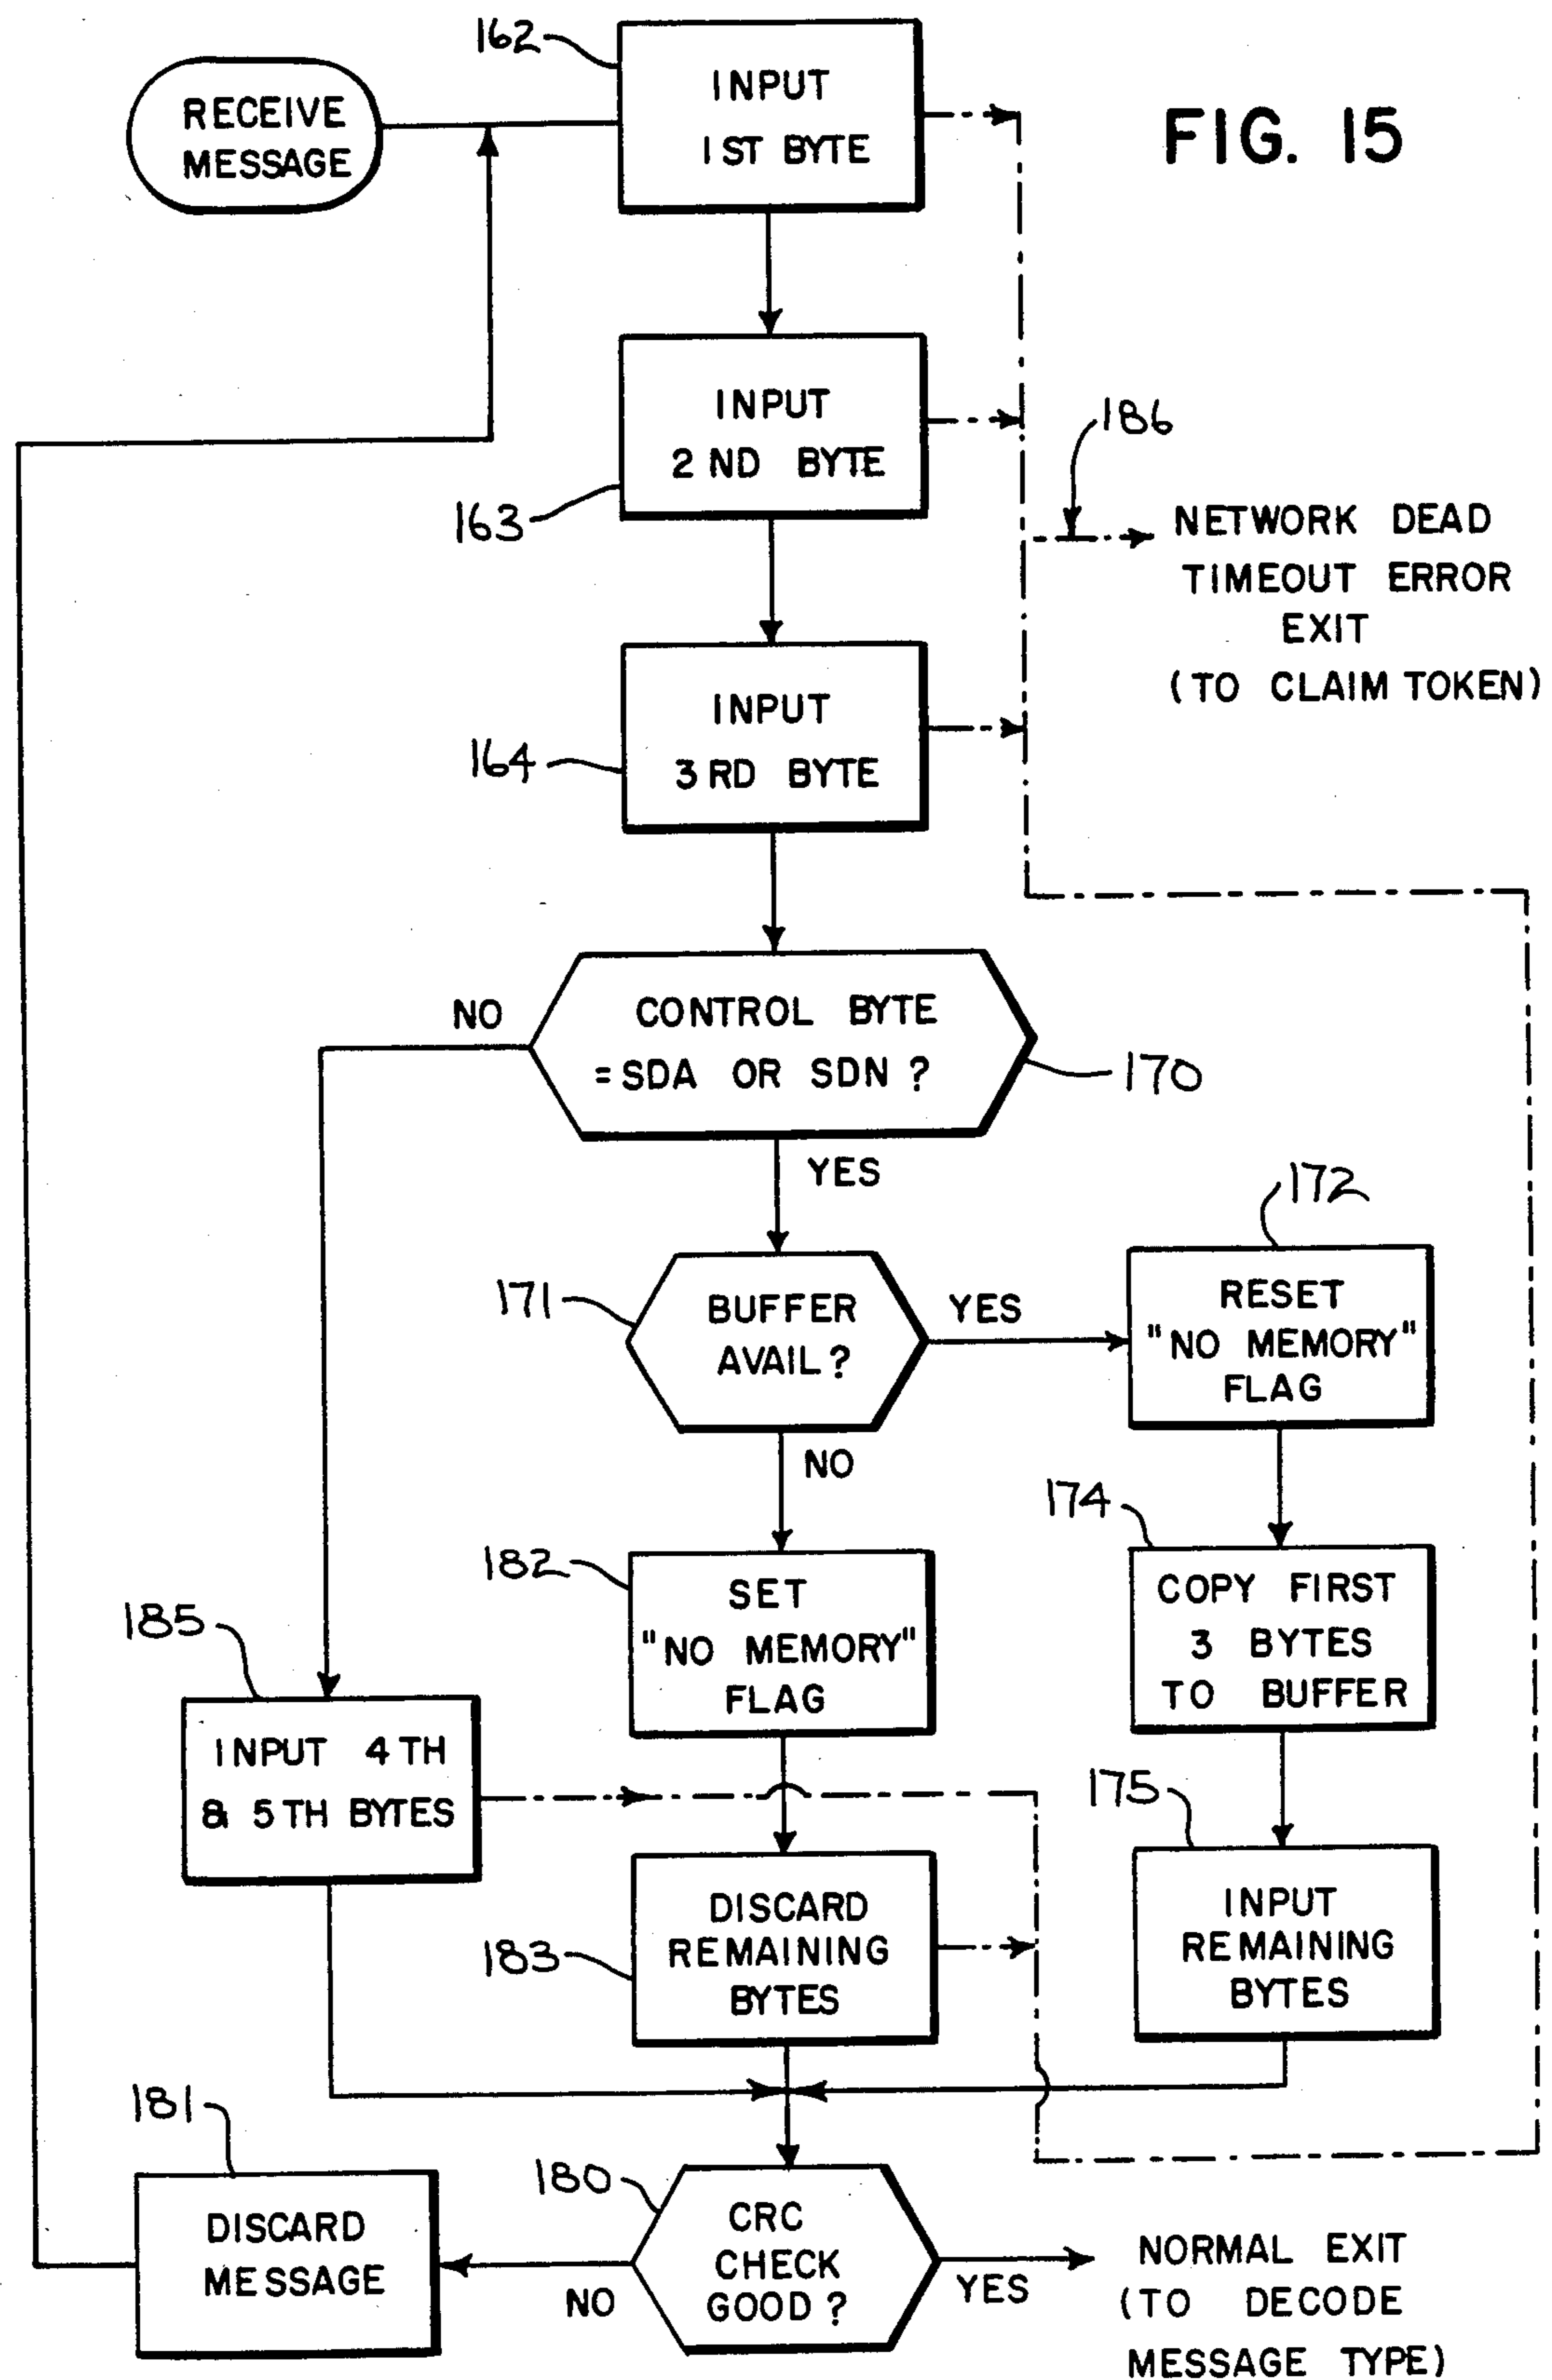 162
INPUT
1ST BYTE
RECEIVE
MESSAGE
FIG. 15
INPUT
2ND BYTE
163
186
NETWORK DEAD
TIMEOUT ERROR
EXIT
(TO CLAIM TOKEN)
INPUT
3RD BYTE
164
NO
CONTROL BYTE
=SDA OR SDN ?
170
YES
172
171
BUFFER
AVAIL?
YES
RESET
"NO MEMORY"
FLAG
NO
174
182
SET
"NO MEMORY"
FLAG
COPY FIRST
3 BYTES
TO BUFFER
185
INPUT 4TH
& 5TH BYTES
175
183
DISCARD
REMAINING
BYTES
INPUT
REMAINING
BYTES
181
DISCARD
MESSAGE
180
CRC
CHECK
GOOD ?
NO
YES
NORMAL EXIT
(TO DECODE
MESSAGE TYPE)